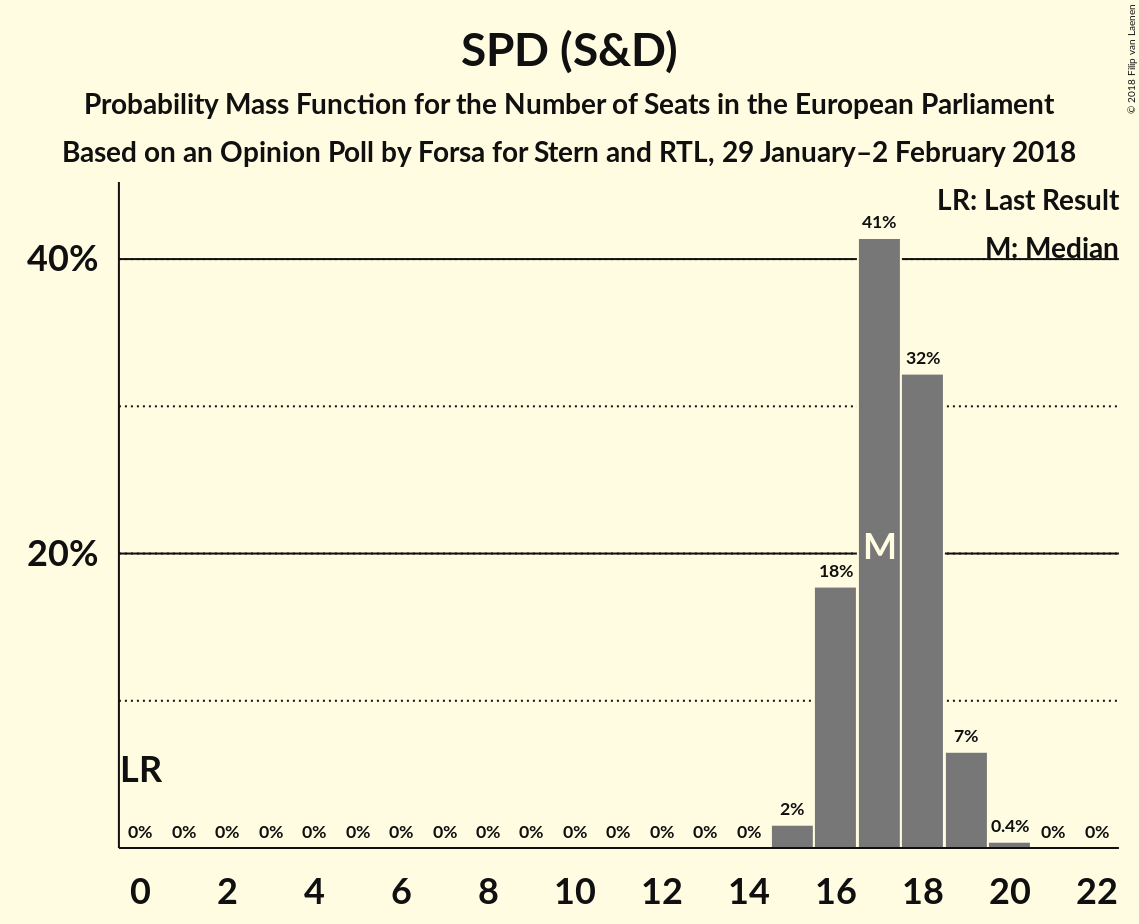 SPD (S&D)
Probability Mass Function for the Number of Seats in the European Parliament
Based on an Opinion Poll by Forsa for Stern and RTL, 29 January–2 February 2018
© 2018 Filip van Laenen
LR: Last Result
M: Median
41%
40%
32%
M
20%
18%
7%
LR
2%
0.4%
0% 0% 0% 0% 0% 0% 0% 0% 0% 0% 0% 0% 0% 0% 0% 0% 0%
0 2 4 6 8 10 12 14 16 18 20 22